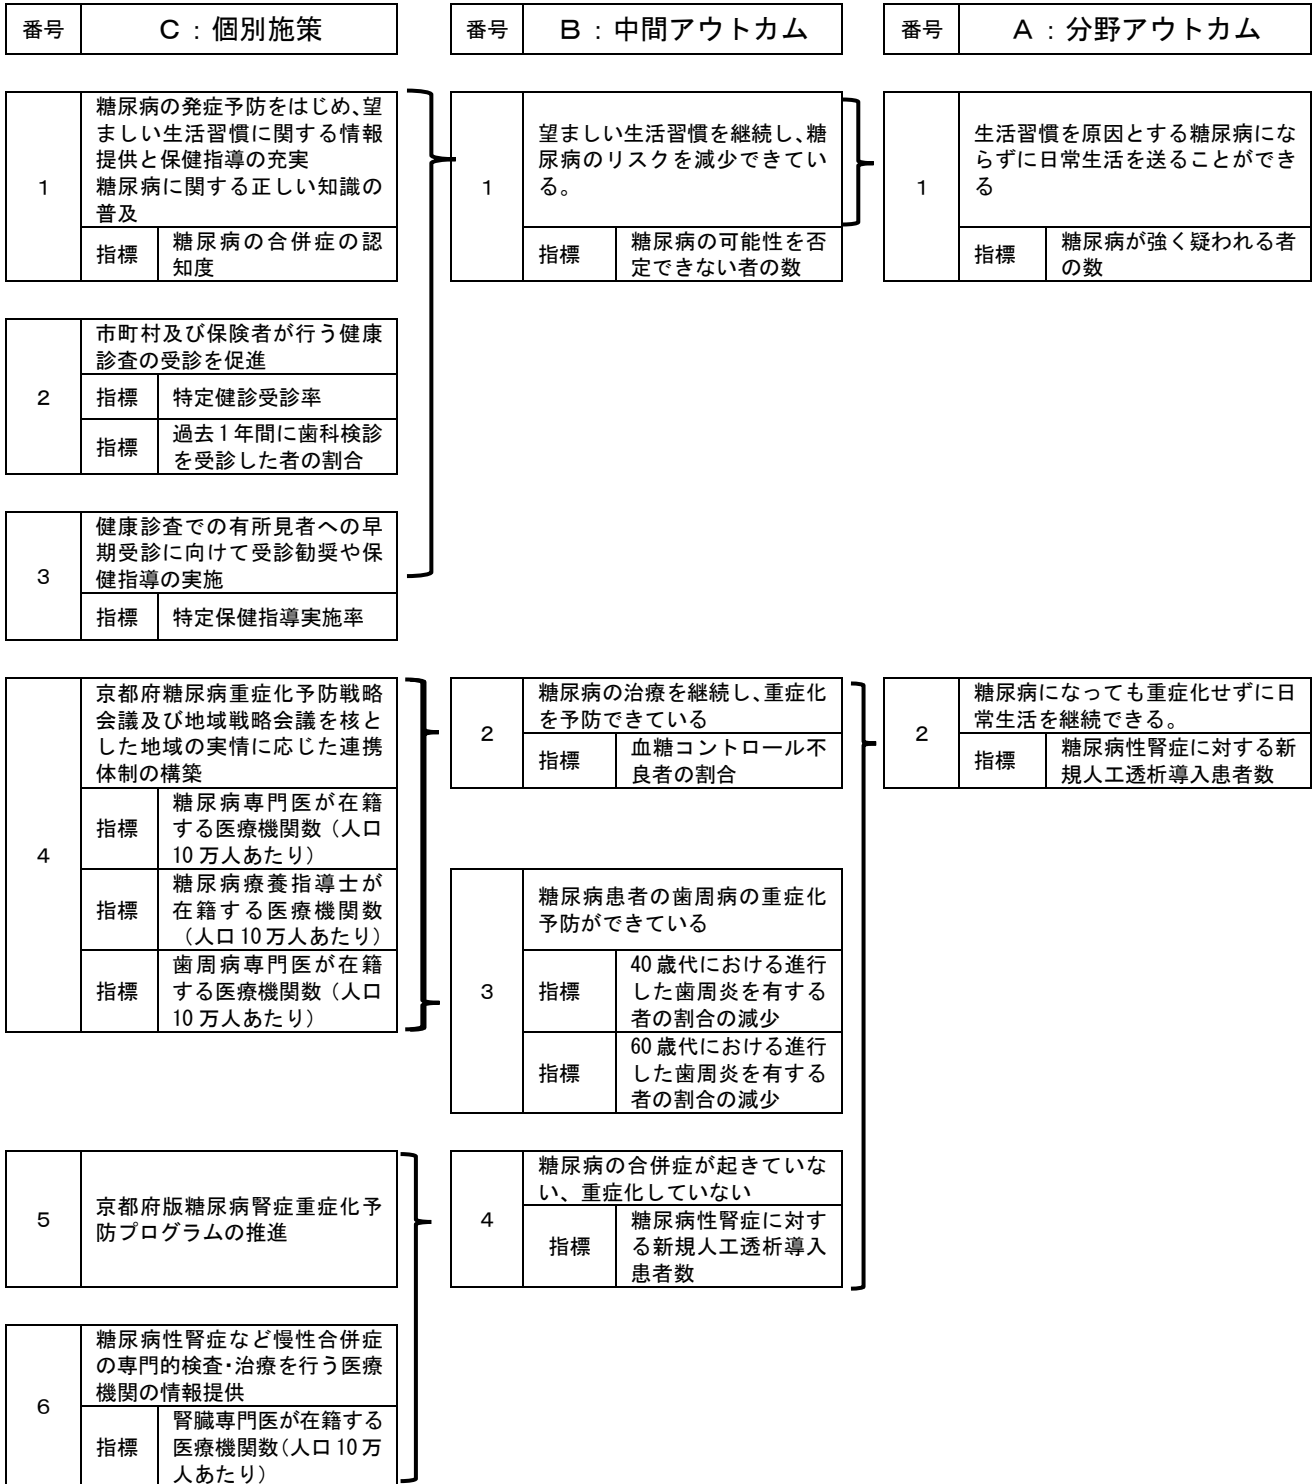 番号 C：個別施策
番号 B：中間アウトカム
番号 A：分野アウトカム
1
糖尿病の発症予防をはじめ、望
ましい生活習慣に関する情報
提供と保健指導の充実
糖尿病に関する正しい知識の
普及
指標
糖尿病の合併症の認
知度
1
望ましい生活習慣を継続し、糖
尿病のリスクを減少できてい
る。
指標
糖尿病の可能性を否
定できない者の数
1
生活習慣を原因とする糖尿病にな
らずに日常生活を送ることができ
る
指標
糖尿病が強く疑われる者
の数
2
市町村及び保険者が行う健康
診査の受診を促進
指標
特定健診受診率
指標
過去1年間に歯科検診
を受診した者の割合
3
健康診査での有所見者への早
期受診に向けて受診勧奨や保
健指導の実施
指標
特定保健指導実施率
4
京都府糖尿病重症化予防戦略
会議及び地域戦略会議を核と
した地域の実情に応じた連携
体制の構築
指標
糖尿病専門医が在籍
する医療機関数（人口
10万人あたり）
指標
糖尿病療養指導士が
在籍する医療機関数
（人口10万人あたり）
指標
歯周病専門医が在籍
する医療機関数（人口
10万人あたり）
2
糖尿病の治療を継続し、重症化
を予防できている
指標
血糖コントロール不
良者の割合
2
糖尿病になっても重症化せずに日
常生活を継続できる。
指標
糖尿病性腎症に対する新
規人工透析導入患者数
3
糖尿病患者の歯周病の重症化
予防ができている
指標
40歳代における進行
した歯周炎を有する
者の割合の減少
指標
60歳代における進行
した歯周炎を有する
者の割合の減少
5
京都府版糖尿病腎症重症化予
防プログラムの推進
4
糖尿病の合併症が起きていな
い、重症化していない
指標
糖尿病性腎症に対す
る新規人工透析導入
患者数
6
糖尿病性腎症など慢性合併症
の専門的検査・治療を行う医療
機関の情報提供
指標
腎臓専門医が在籍する
医療機関数（人口10万
人あたり）